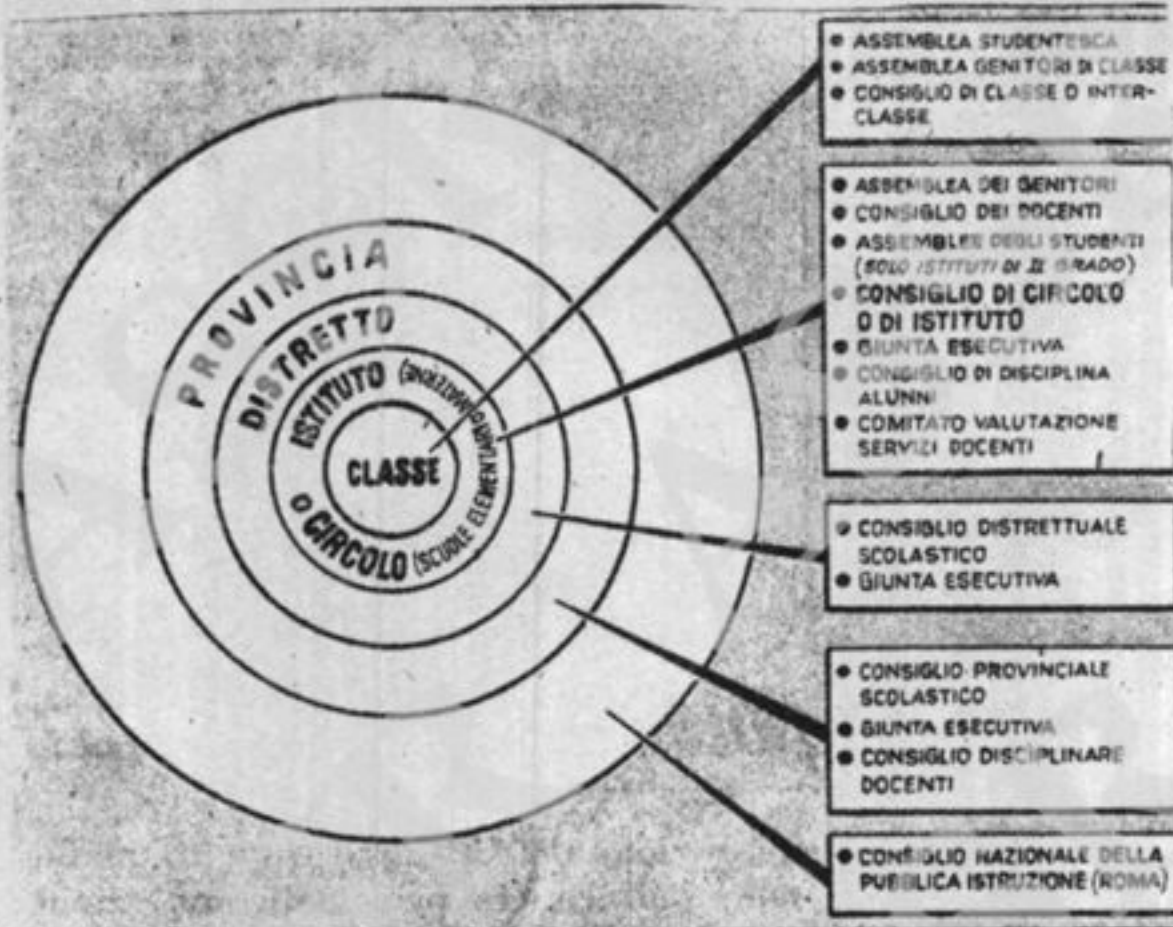 PROVINCIA
DISTRETTO
ISTITUTO
O CIRCOLO (SCUOLE ELEMENTARI O MATERNE)
CLASSE
• ASSEMBLEA STUDENTESCA
• ASSEMBLEA GENITORI DI CLASSE
• CONSIGLIO DI CLASSE O INTER-
CLASSE
• ASSEMBLEA DEI GENITORI
• CONSIGLIO DEI DOCENTI
• ASSEMBLEE DEGLI STUDENTI
(SOLO ISTITUTI DI II GRADO)
• CONSIGLIO DI CIRCOLO
O DI ISTITUTO
• GIUNTA ESECUTIVA
• CONSIGLIO DI DISCIPLINA
ALUNNI
• COMITATO VALUTAZIONE
SERVIZI DOCENTI
• CONSIGLIO DISTRETTUALE
SCOLASTICO
• GIUNTA ESECUTIVA
• CONSIGLIO PROVINCIALE
SCOLASTICO
• GIUNTA ESECUTIVA
• CONSIGLIO DISCIPLINARE
DOCENTI
• CONSIGLIO NAZIONALE DELLA
PUBBLICA ISTRUZIONE (ROMA)